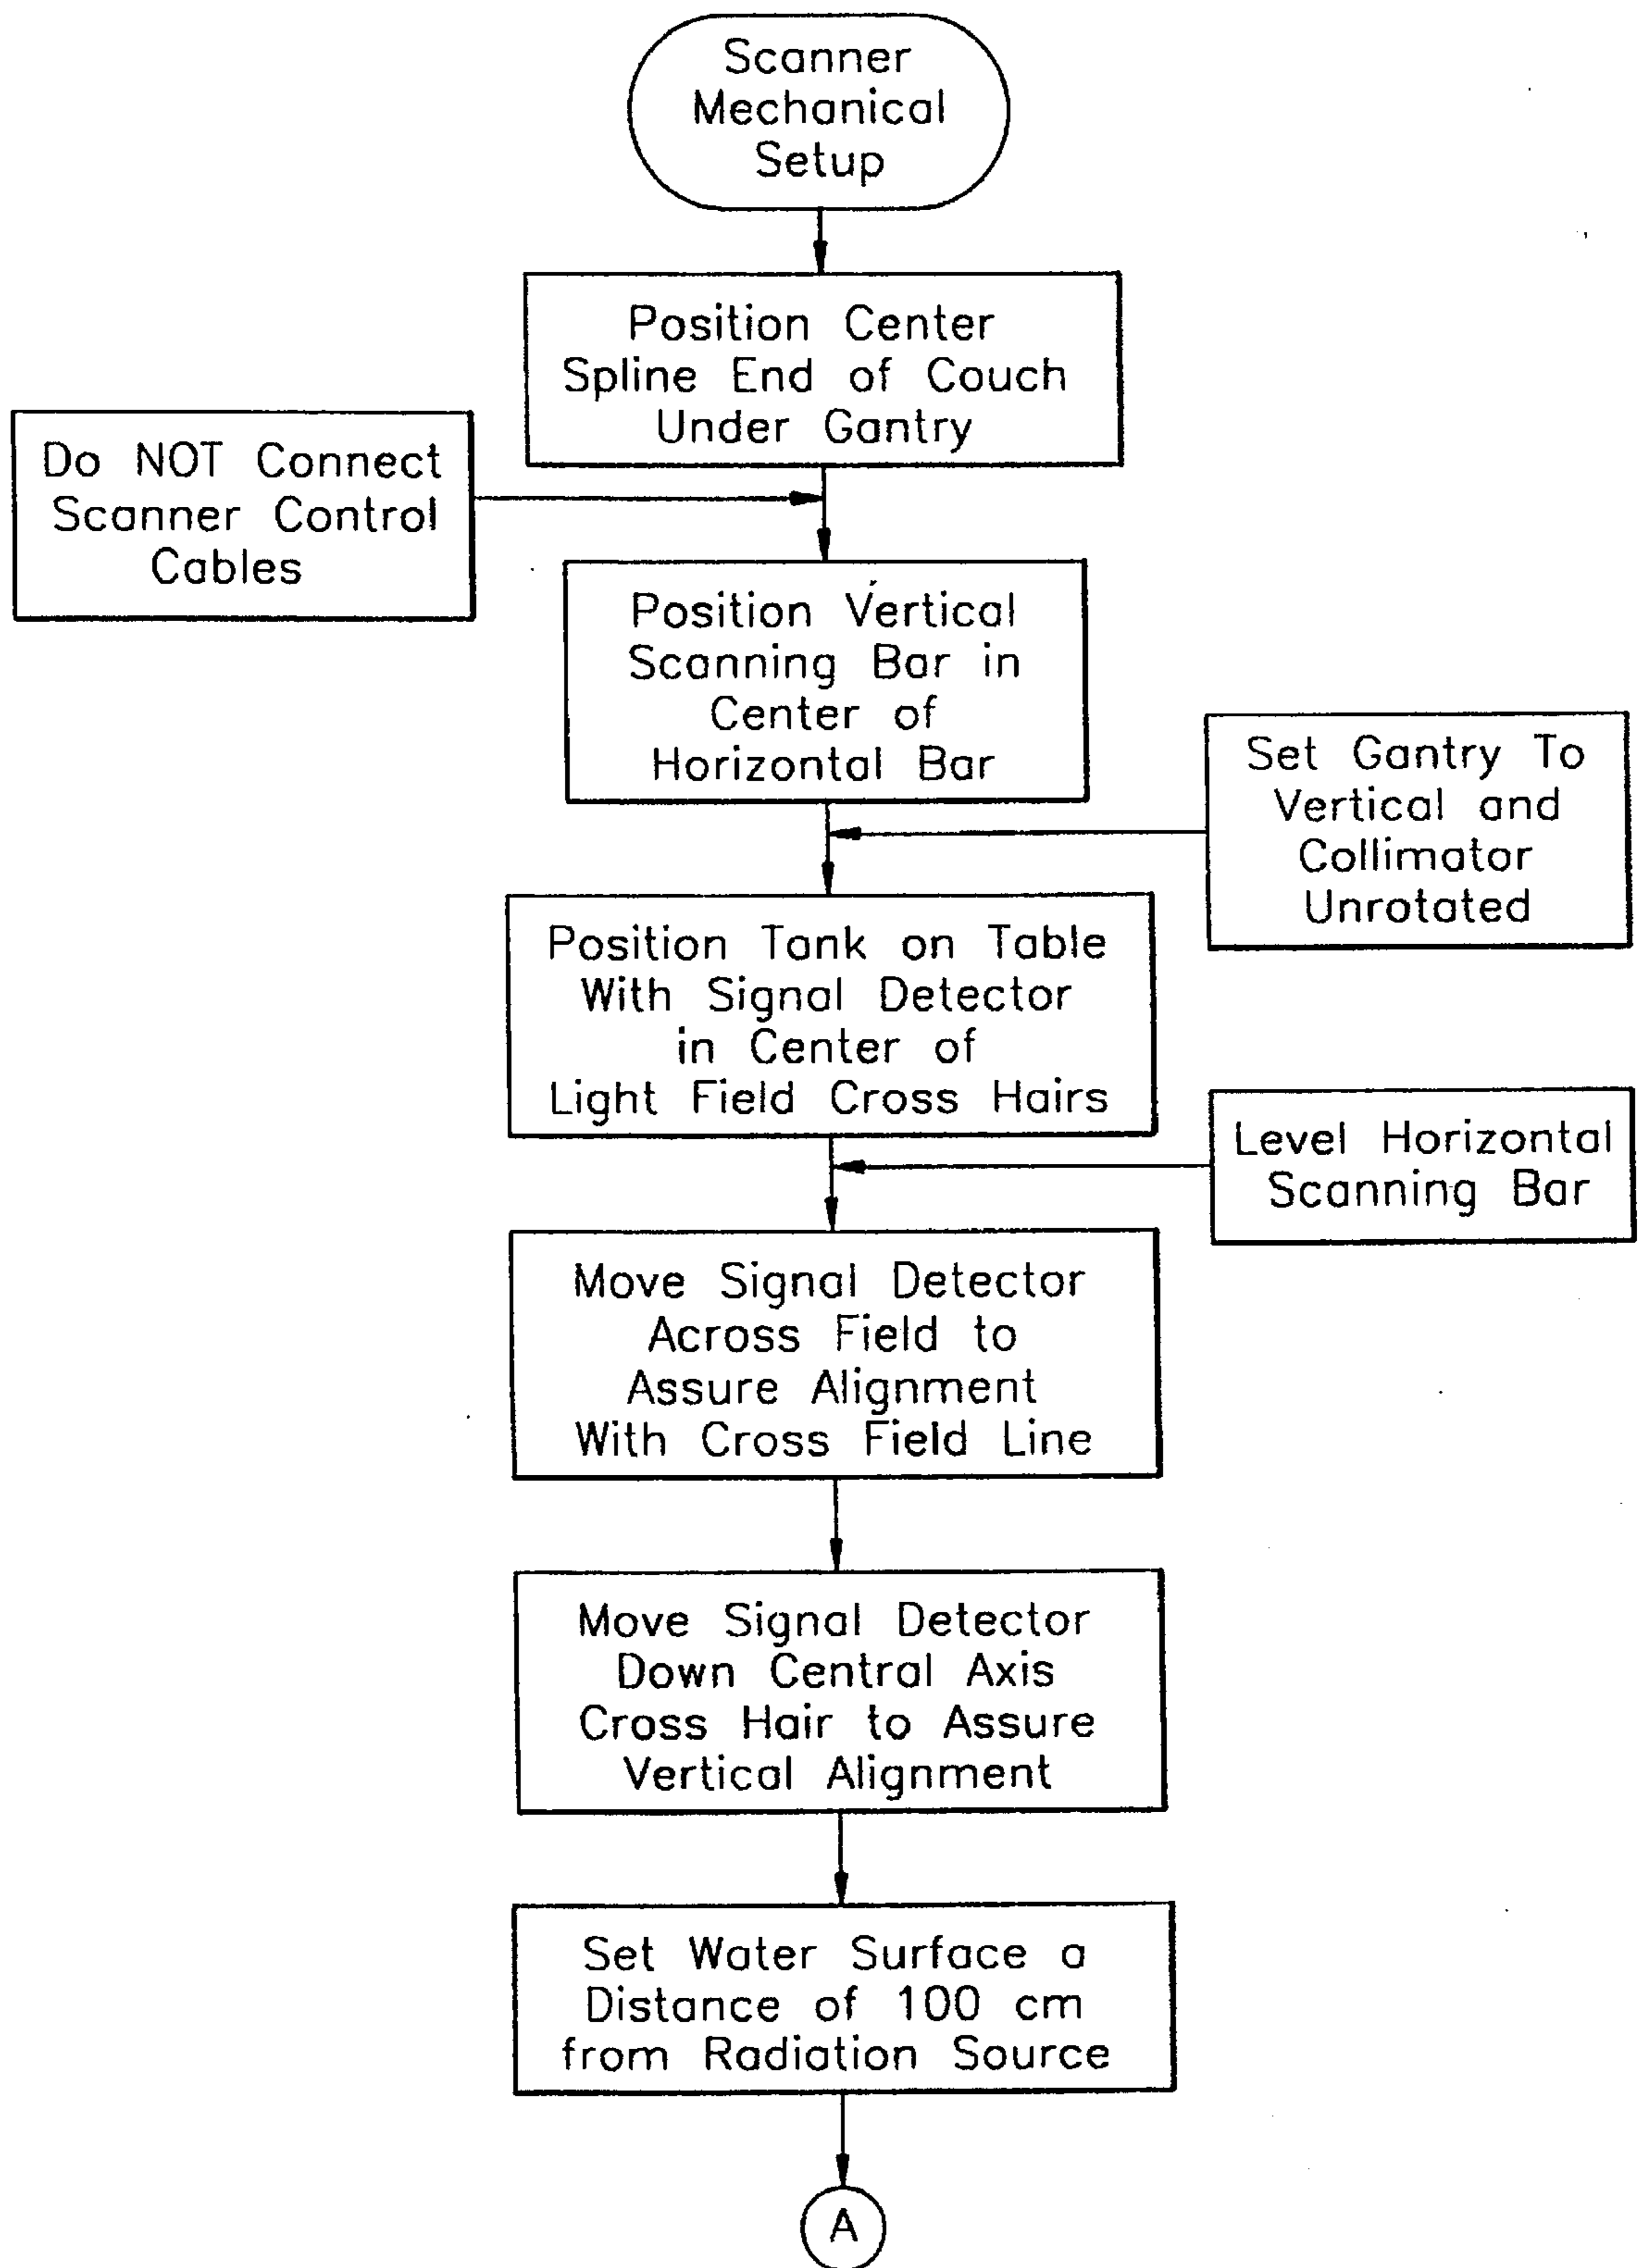 Scanner
Mechanical
Setup
Position Center
Spline End of Couch
Under Gantry
Do NOT Connect
Scanner Control
Cables
Position Vertical
Scanning Bar in
Center of
Horizontal Bar
Set Gantry To
Vertical and
Collimator
Unrotated
Position Tank on Table
With Signal Detector
in Center of
Light Field Cross Hairs
Level Horizontal
Scanning Bar
Move Signal Detector
Across Field to
Assure Alignment
With Cross Field Line
Move Signal Detector
Down Central Axis
Cross Hair to Assure
Vertical Alignment
Set Water Surface a
Distance of 100 cm
from Radiation Source
A